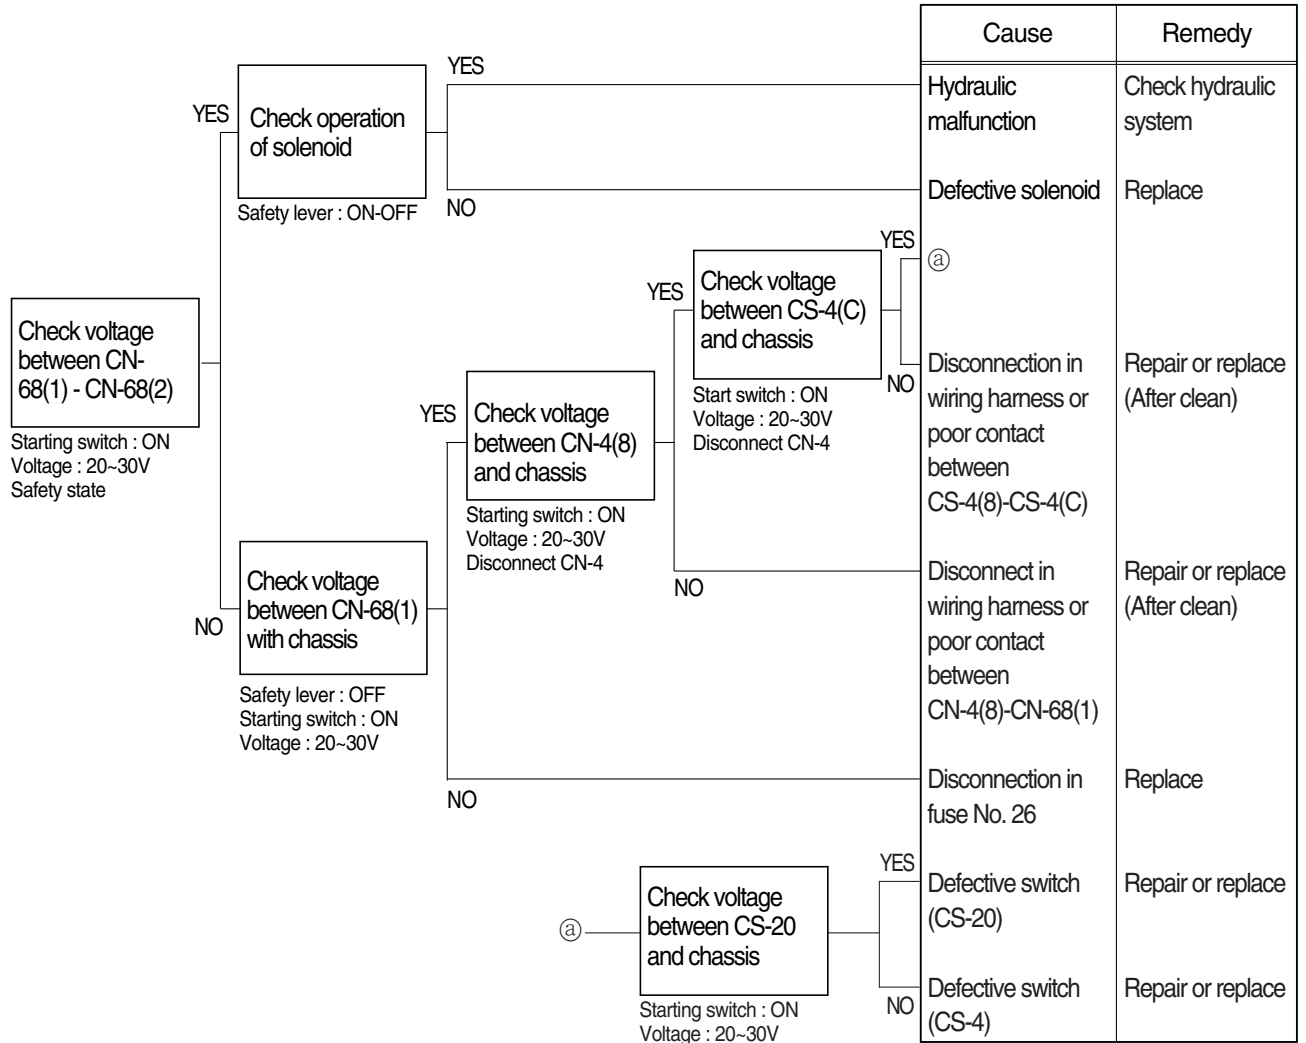 Cause
Remedy
YES
Hydraulic
malfunction
Check hydraulic
system
YES
Check operation
of solenoid
Safety lever : ON-OFF
NO
Defective solenoid
Replace
YES
ⓐ
YES
Check voltage
between CS-4(C)
and chassis
Start switch : ON
Voltage : 20~30V
Disconnect CN-4
NO
Disconnection in
wiring harness or
poor contact
between
CS-4(8)-CS-4(C)
Repair or replace
(After clean)
Check voltage
between CN-
68(1) - CN-68(2)
Starting switch : ON
Voltage : 20~30V
Safety state
YES
Check voltage
between CN-4(8)
and chassis
Starting switch : ON
Voltage : 20~30V
Disconnect CN-4
NO
Disconnect in
wiring harness or
poor contact
between
CN-4(8)-CN-68(1)
Repair or replace
(After clean)
NO
Check voltage
between CN-68(1)
with chassis
Safety lever : OFF
Starting switch : ON
Voltage : 20~30V
NO
Disconnection in
fuse No. 26
Replace
ⓐ
Check voltage
between CS-20
and chassis
Starting switch : ON
Voltage : 20~30V
YES
Defective switch
(CS-20)
Repair or replace
NO
Defective switch
(CS-4)
Repair or replace